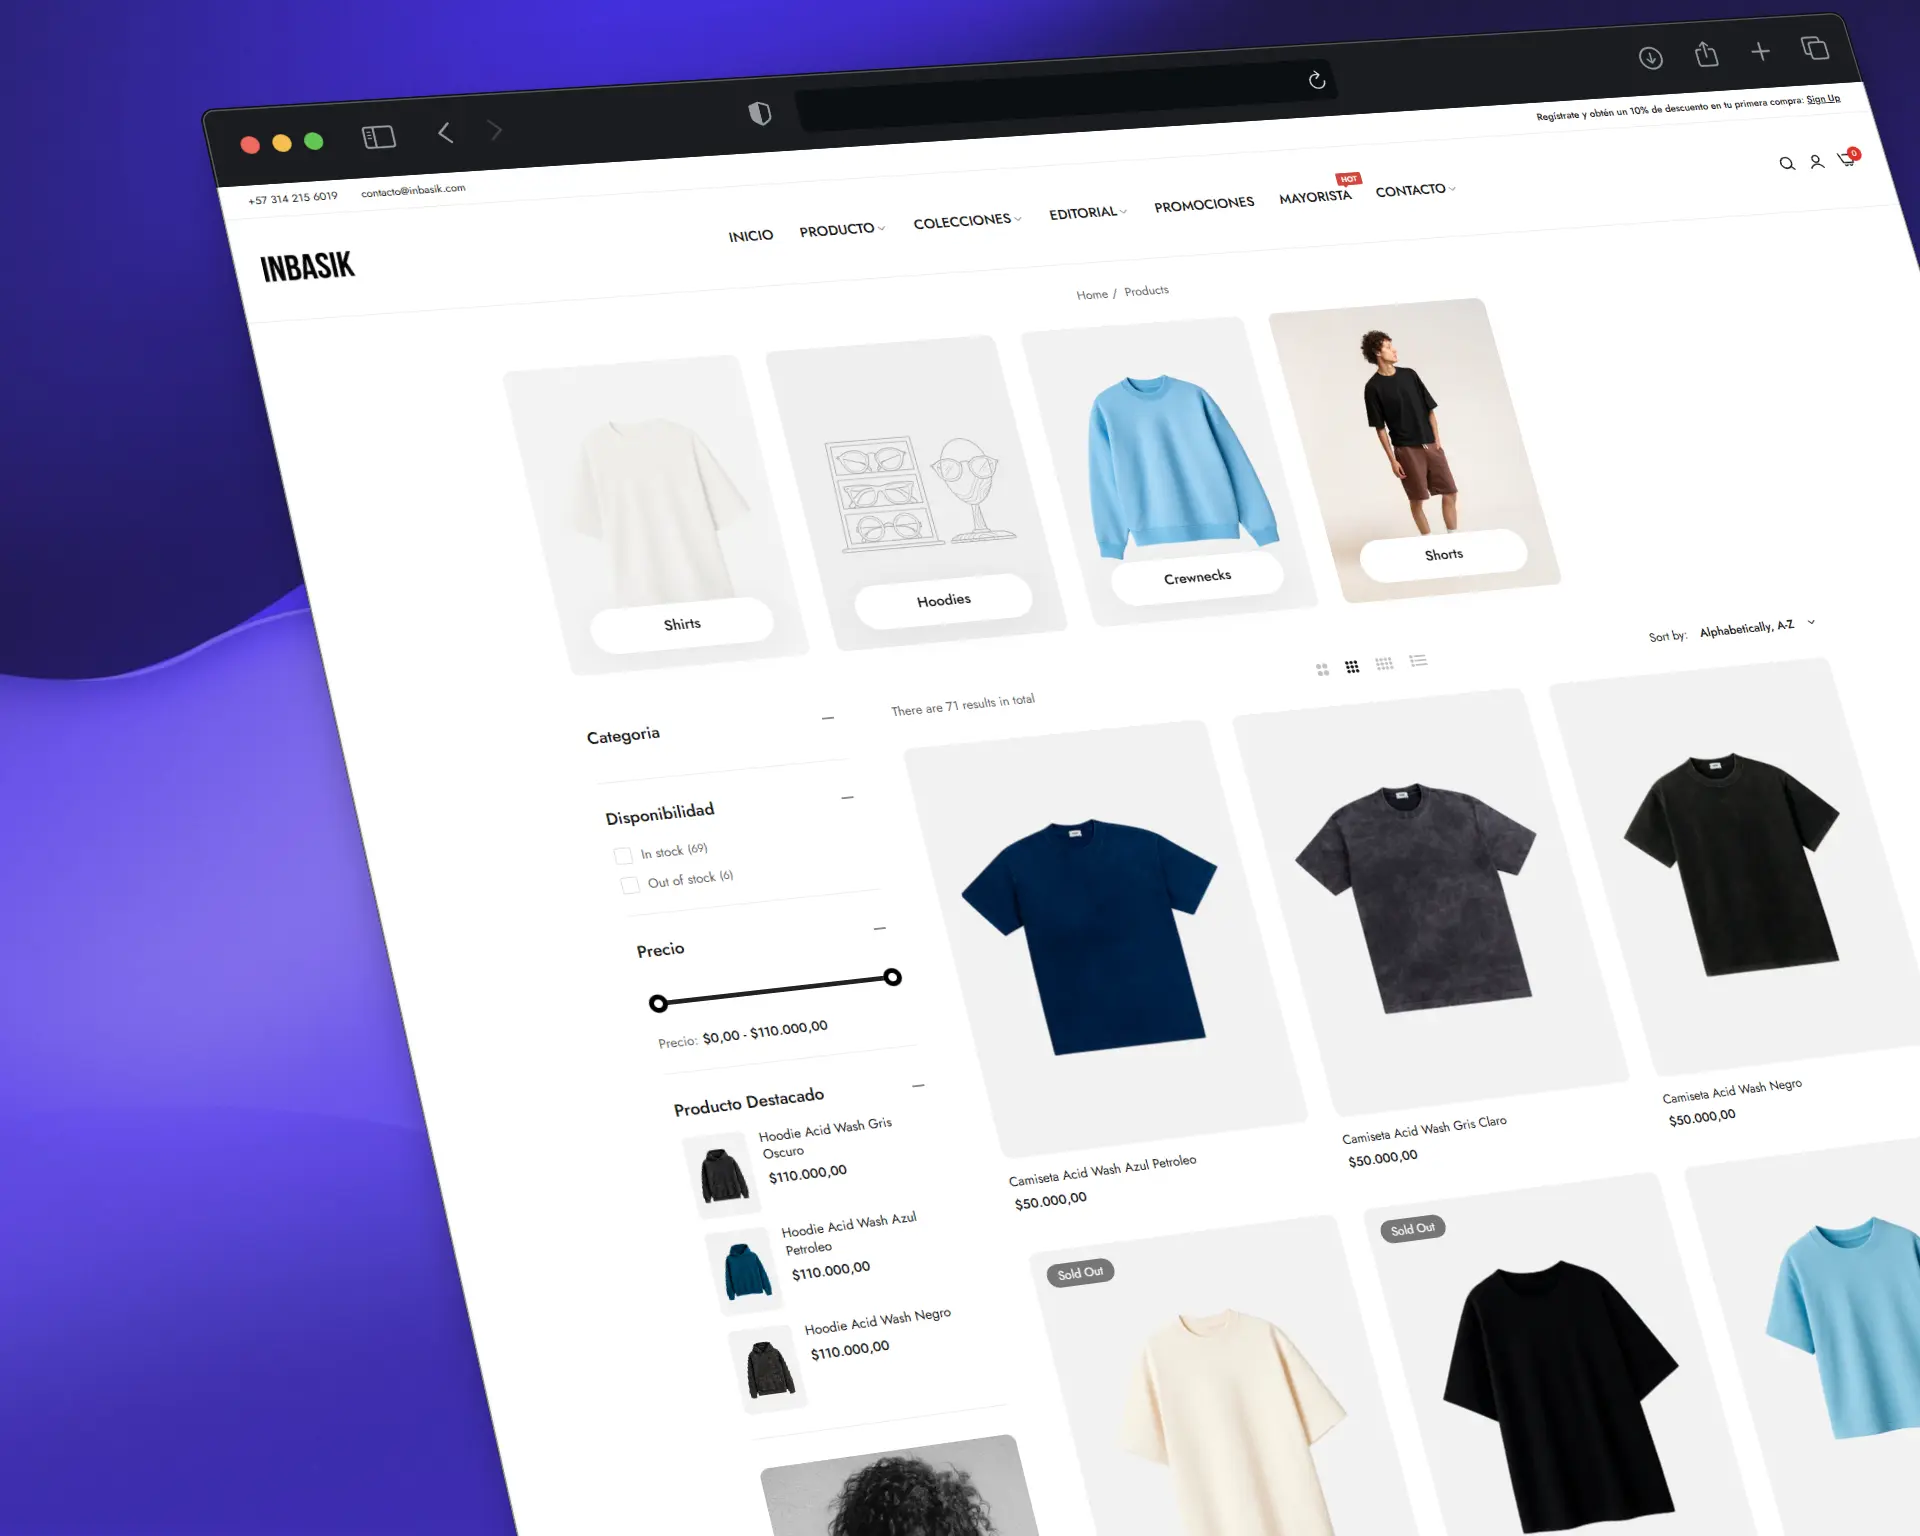 Regístrate y obtén un 10% de descuento en tu primera compra: Sign Up
+57 314 215 6019 contacto@inbasik.com
INBASIK
INICIO PRODUCTO COLECCIONES EDITORIAL PROMOCIONES MAYORISTA HOT CONTACTO
0
Home / Products
Shirts
Hoodies
Crewnecks
Shorts
Sort by: Alphabetically, A-Z
There are 71 results in total
Categoria
Disponibilidad
In stock (69)
Out of stock (6)
Precio
Precio: $0,00 - $110.000,00
Producto Destacado
Hoodie Acid Wash Gris
Oscuro
$110.000,00
Hoodie Acid Wash Azul
Petroleo
$110.000,00
Hoodie Acid Wash Negro
$110.000,00
Camiseta Acid Wash Azul Petroleo
$50.000,00
Camiseta Acid Wash Gris Claro
$50.000,00
Camiseta Acid Wash Negro
$50.000,00
Sold Out
Sold Out